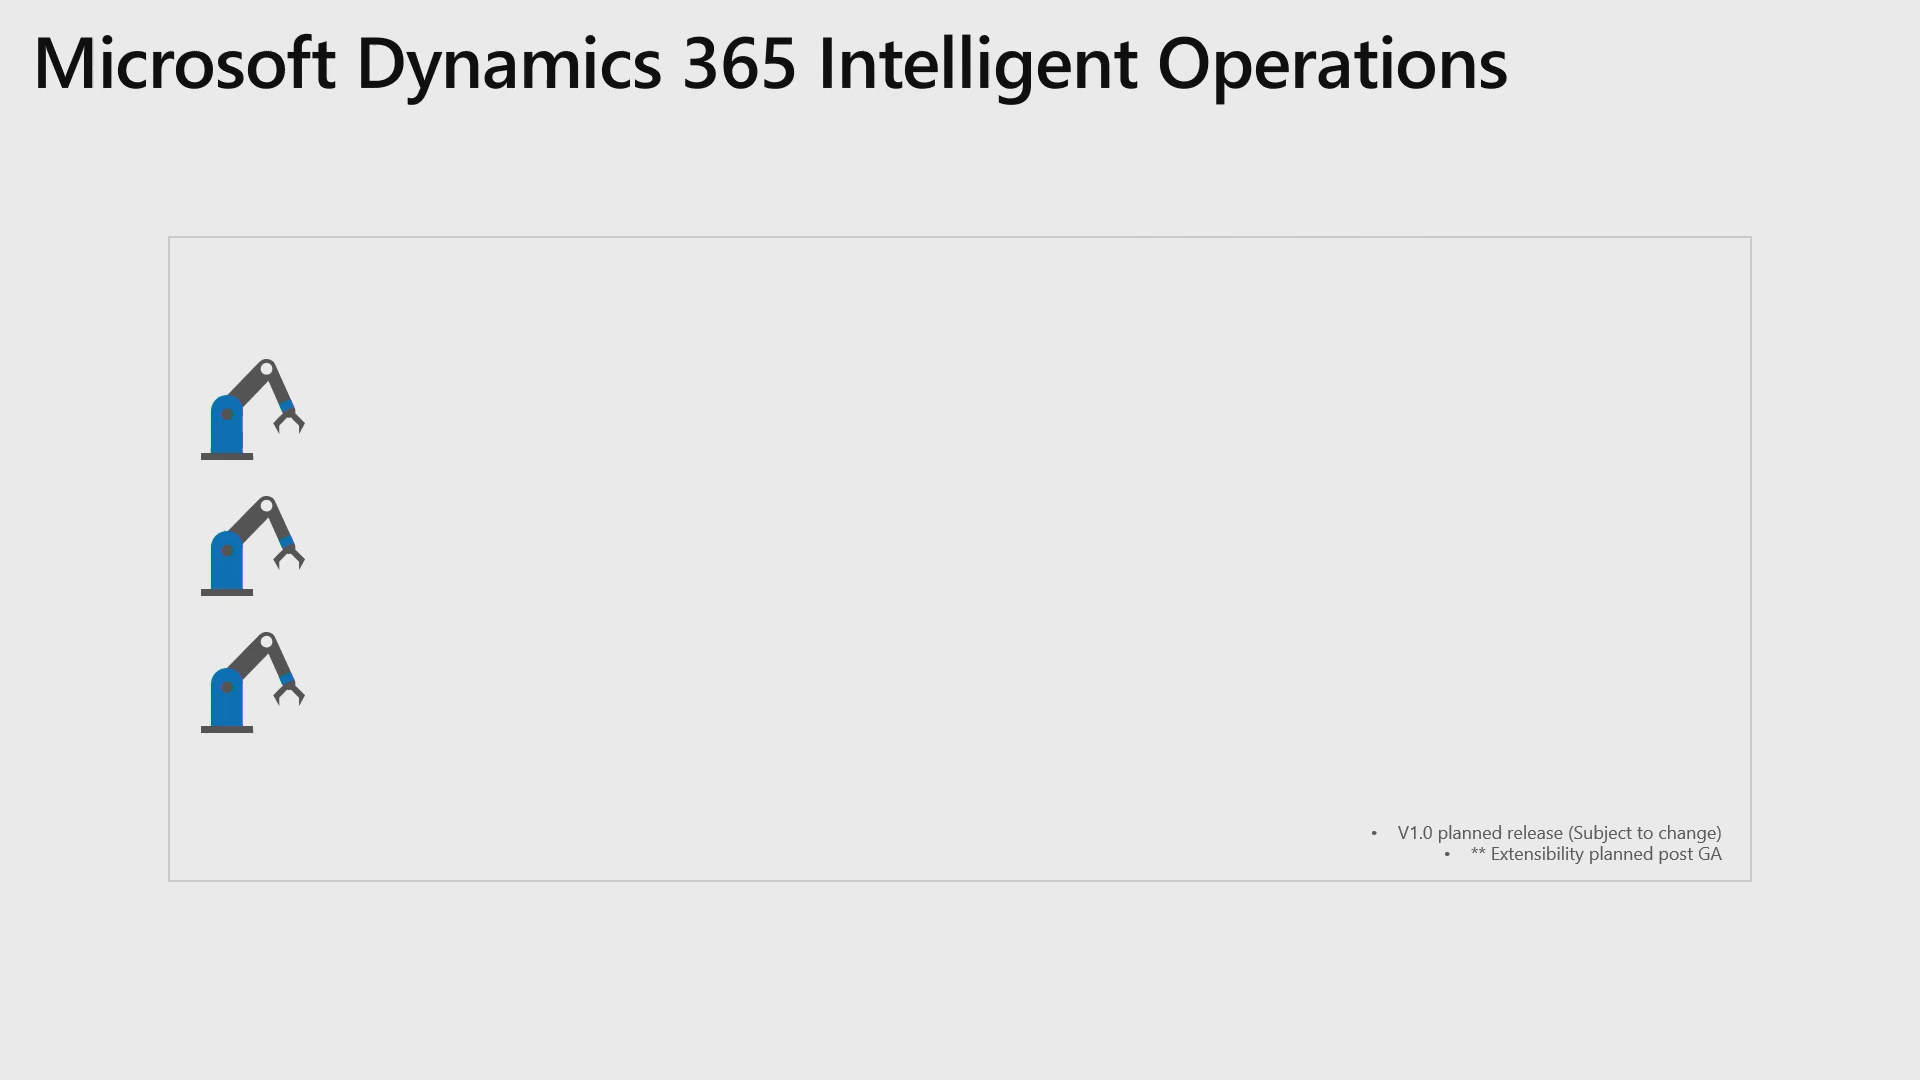 Microsoft Dynamics 365 Intelligent Operations
• V1.0 planned release (Subject to change)
• ** Extensibility planned post GA